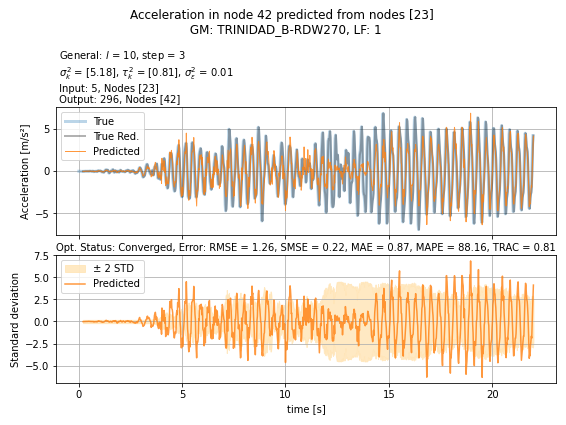 Acceleration in node 42 predicted from nodes [23]
GM: TRINIDAD_B-RDW270, LF: 1
General: l = 10, step = 3
σ²ₖ = [5.18], τ²ₖ = [0.81], σ²ₑ = 0.01
Input: 5, Nodes [23]
Output: 296, Nodes [42]
True
True Red.
Predicted
Acceleration [m/s²]
5
0
−5
Opt. Status: Converged, Error: RMSE = 1.26, SMSE = 0.22, MAE = 0.87, MAPE = 88.16, TRAC = 0.81
± 2 STD
Predicted
Standard deviation
7.5
5.0
2.5
0.0
−2.5
−5.0
0 5 10 15 20
time [s]